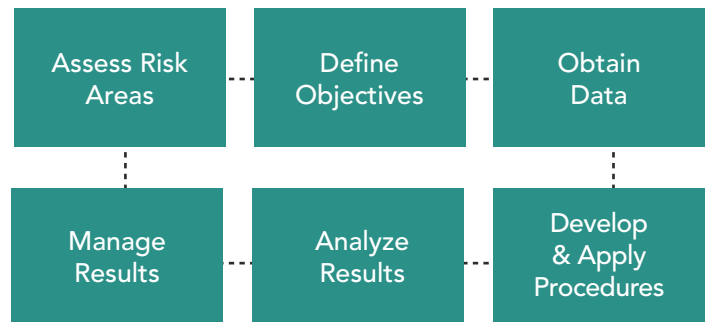 Assess Risk
Areas
Define
Objectives
Obtain
Data
Manage
Results
Analyze
Results
Develop
& Apply
Procedures